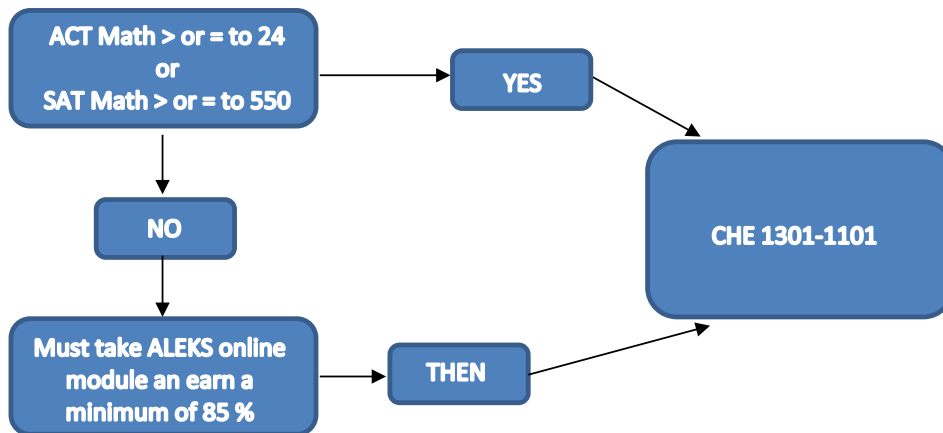 ACT Math > or = to 24
or
SAT Math > or = to 550
YES
NO
CHE 1301-1101
Must take ALEKS online
module an earn a
minimum of 85 %
THEN